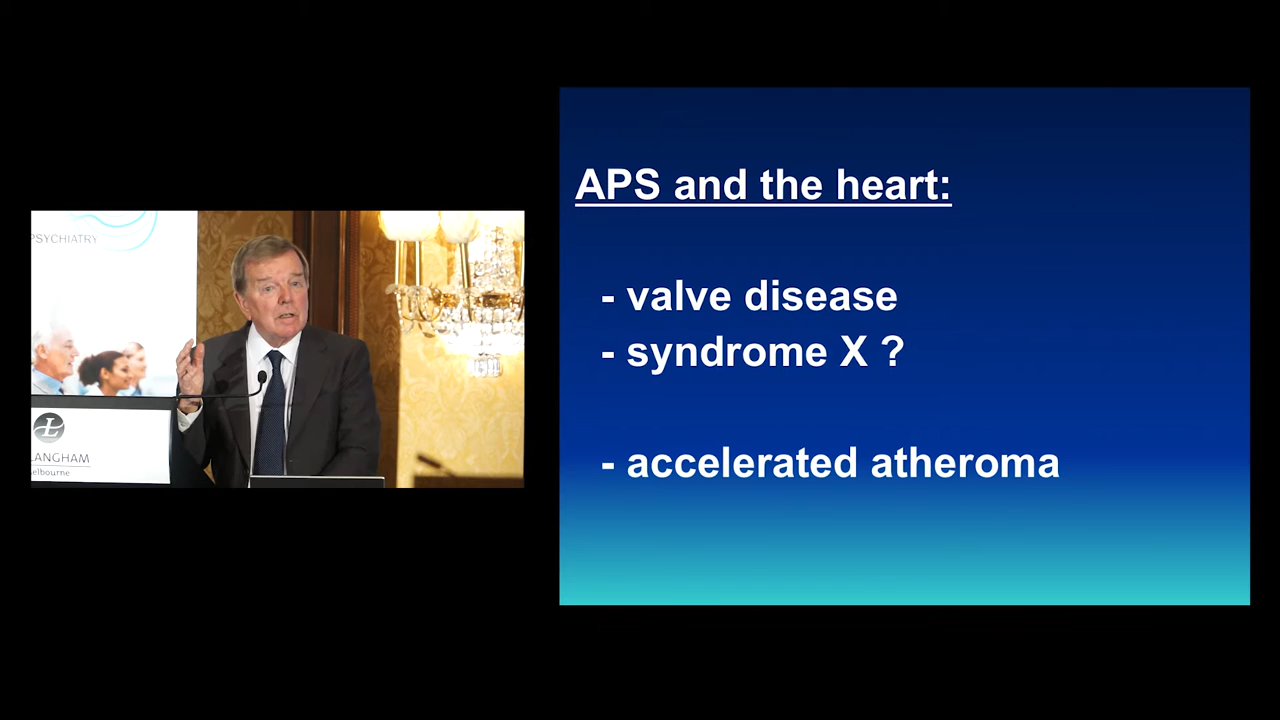 PSYCHIATRY
LANGHAM
elbourne
APS and the heart:
- valve disease
- syndrome X ?
- accelerated atheroma